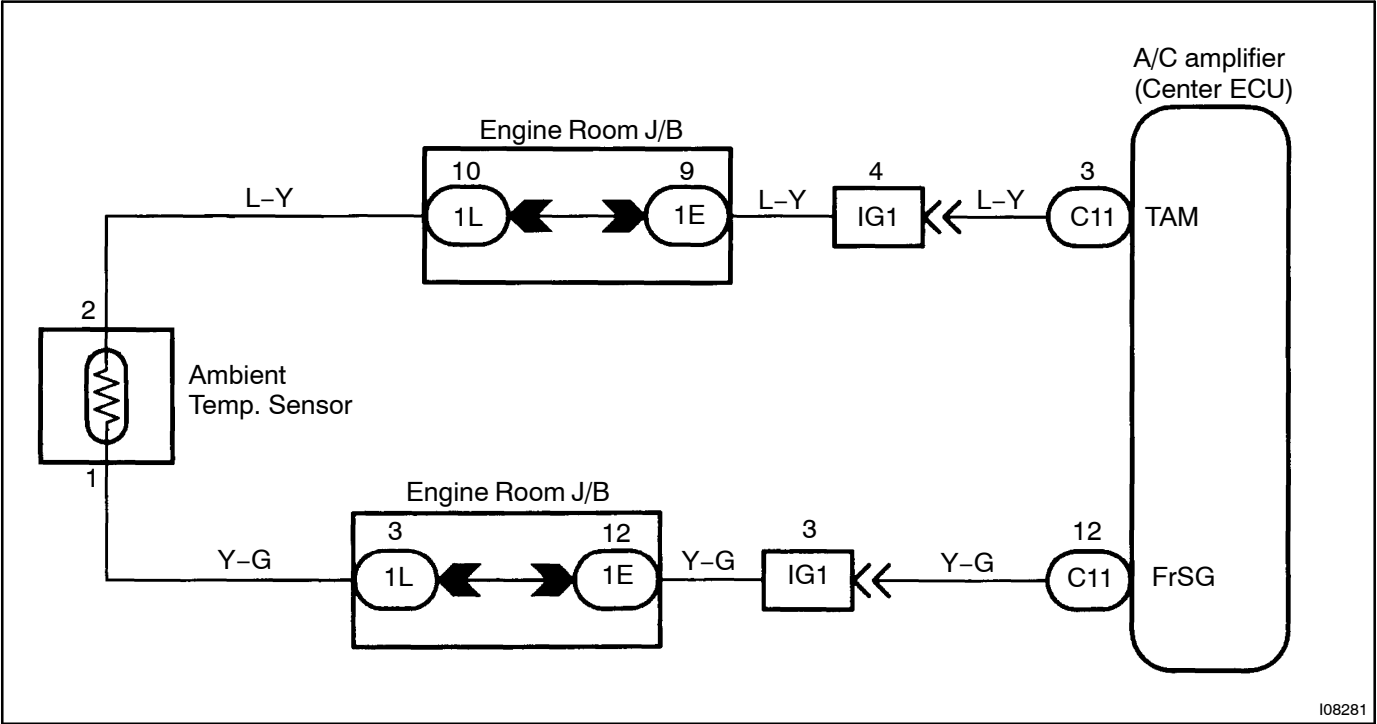 A/C amplifier
(Center ECU)
Engine Room J/B
10
9
4
3
L–Y
1L
1E
L–Y
IG1
L–Y
C11
TAM
2
Ambient
Temp. Sensor
1
Engine Room J/B
3
12
3
12
Y–G
1L
1E
Y–G
IG1
Y–G
C11
FrSG
I08281